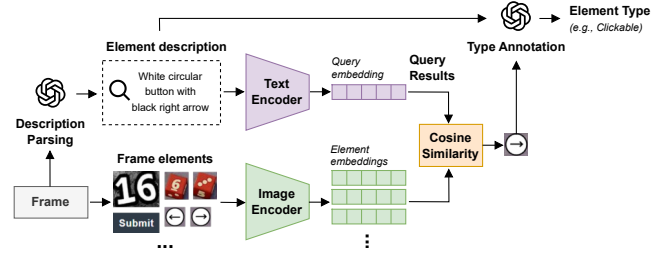 Element Type
(e.g., Clickable)
Type Annotation
Element description
White circular
button with
black right arrow
Text
Encoder
Query
embedding
Query
Results
Description
Parsing
Cosine
Similarity
Frame
Frame elements
16
6
Submit
...
Image
Encoder
Element
embeddings